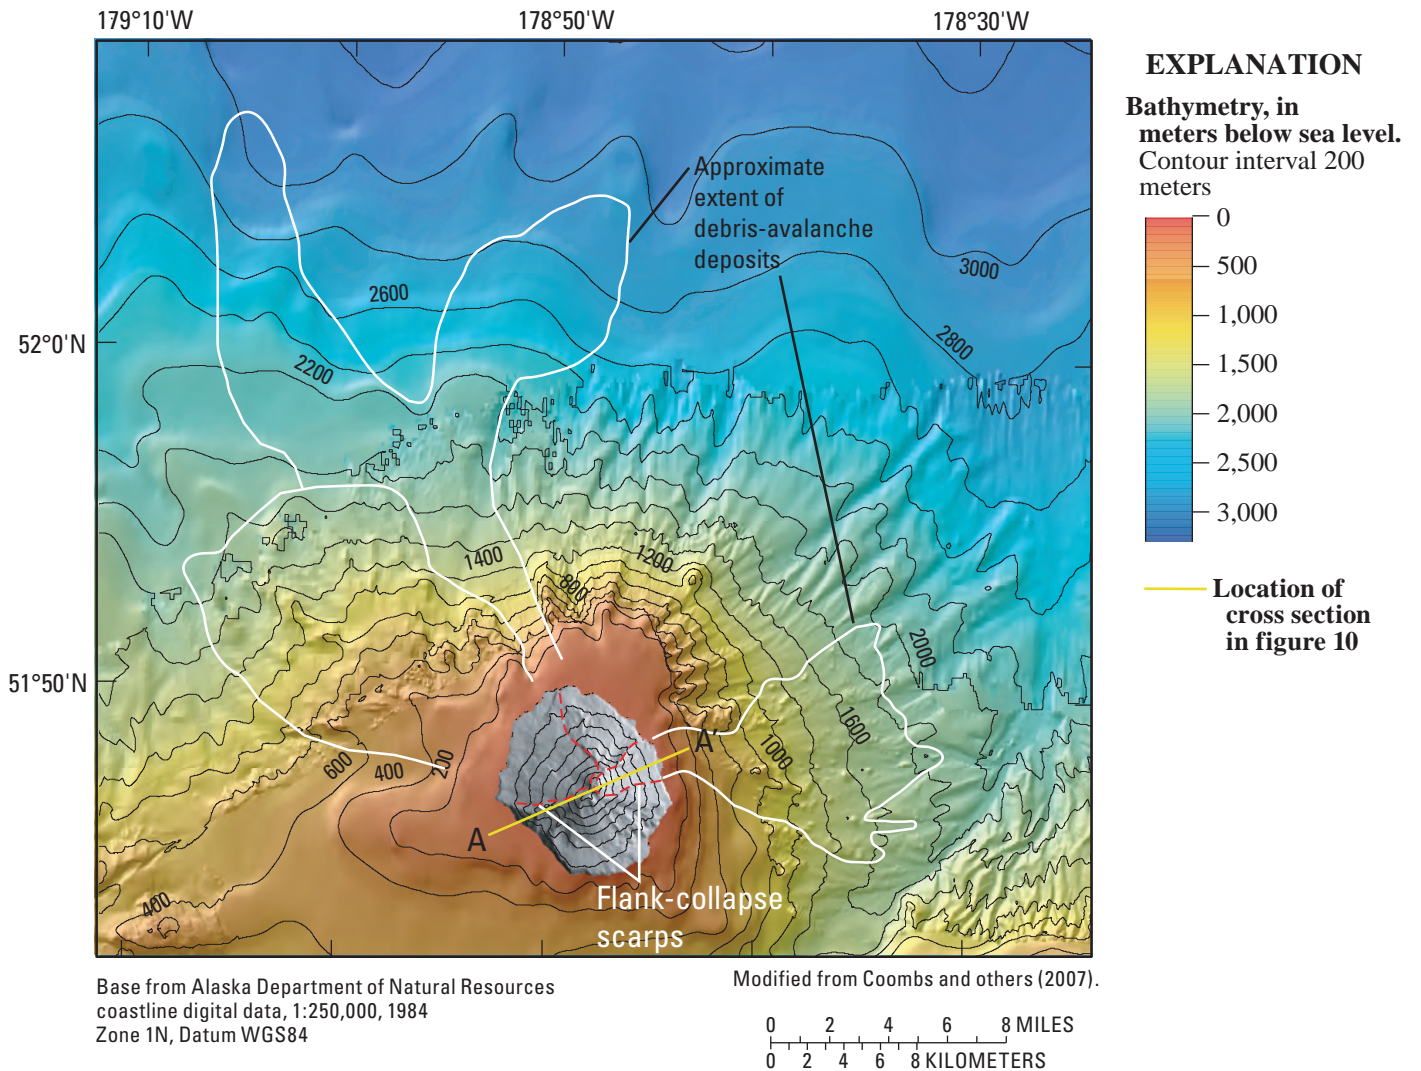 179°10'W
178°50'W
178°30'W
52°0'N
51°50'N
Approximate
extent of
debris-avalanche
deposits
3000
2800
2600
2200
1400
1200
800
2000
1600
1000
600
400
200
400
A
A'
Flank-collapse
scarps
EXPLANATION
Bathymetry, in
meters below sea level.
Contour interval 200
meters
0
500
1,000
1,500
2,000
2,500
3,000
Location of
cross section
in figure 10
Base from Alaska Department of Natural Resources
coastline digital data, 1:250,000, 1984
Zone 1N, Datum WGS84
Modified from Coombs and others (2007).
0 2 4 6 8 MILES
0 2 4 6 8 KILOMETERS